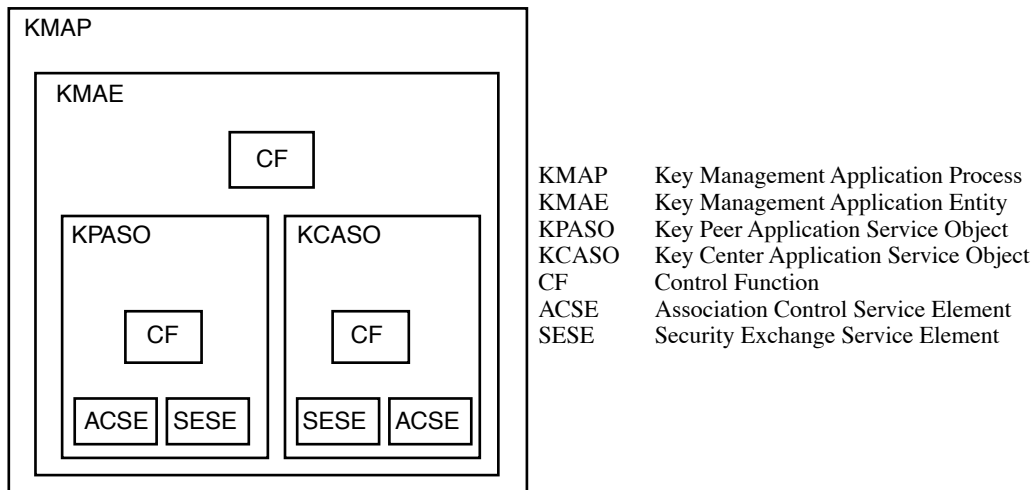 KMAP
KMAE
CF
KPASO
KCASO
CF
CF
ACSE SESE
SESE ACSE
KMAP Key Management Application Process
KMAE Key Management Application Entity
KPASO Key Peer Application Service Object
KCASO Key Center Application Service Object
CF Control Function
ACSE Association Control Service Element
SESE Security Exchange Service Element